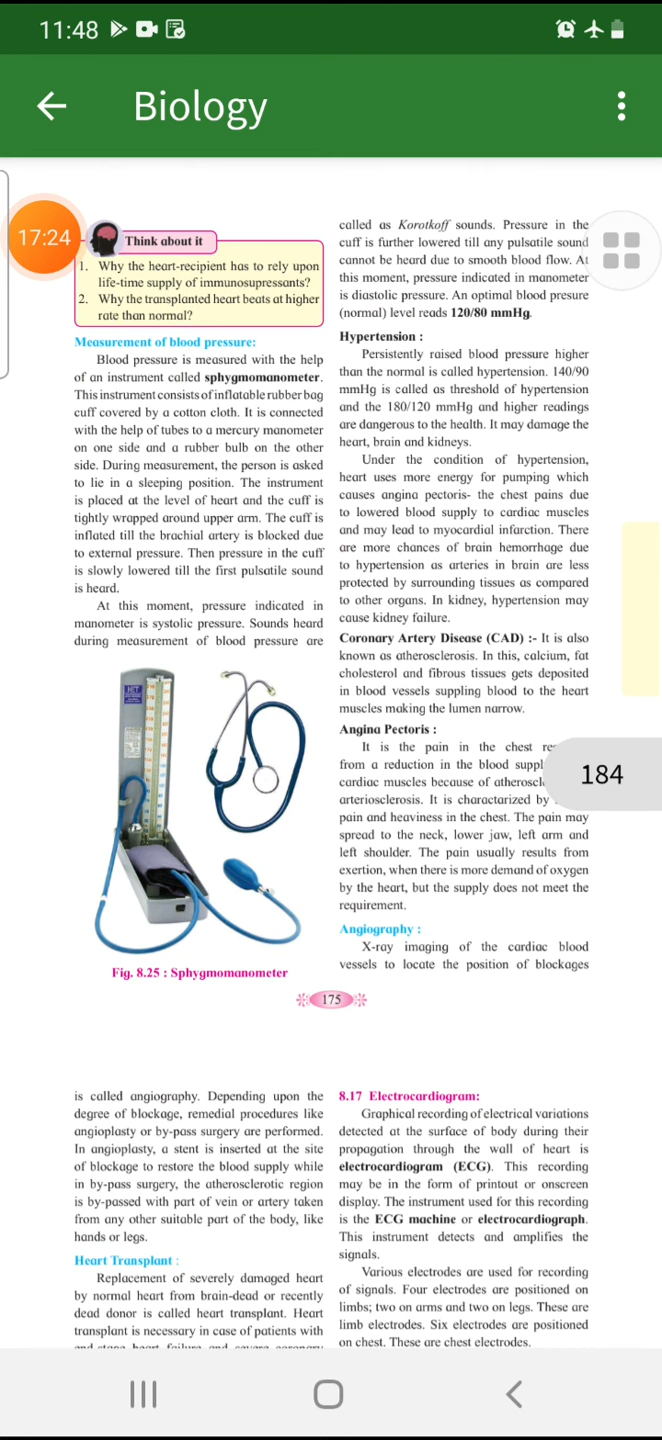 11:48
Biology
17:24
Think about it
1. Why the heart-recipient has to rely upon
life-time supply of immunosupressants?
2. Why the transplanted heart beats at higher
rate than normal?
Measurement of blood pressure:
Blood pressure is measured with the help
of an instrument called sphygmomanometer.
This instrument consists of inflatable rubber bag
cuff covered by a cotton cloth. It is connected
with the help of tubes to a mercury manometer
on one side and a rubber bulb on the other
side. During measurement, the person is asked
to lie in a sleeping position. The instrument
is placed at the level of heart and the cuff is
tightly wrapped around upper arm. The cuff is
inflated till the brachial artery is blocked due
to external pressure. Then pressure in the cuff
is slowly lowered till the first pulsatile sound
is heard.
At this moment, pressure indicated in
manometer is systolic pressure. Sounds heard
during measurement of blood pressure are
Fig. 8.25 : Sphygmomanometer
called as Korotkoff sounds. Pressure in the
cuff is further lowered till any pulsatile sound
cannot be heard due to smooth blood flow. At
this moment, pressure indicated in manometer
is diastolic pressure. An optimal blood presure
(normal) level reads 120/80 mmHg.
Hypertension :
Persistently raised blood pressure higher
than the normal is called hypertension. 140/90
mmHg is called as threshold of hypertension
and the 180/120 mmHg and higher readings
are dangerous to the health. It may damage the
heart, brain and kidneys.
Under the condition of hypertension,
heart uses more energy for pumping which
causes angina pectoris- the chest pains due
to lowered blood supply to cardiac muscles
and may lead to myocardial infarction. There
are more chances of brain hemorrhage due
to hypertension as arteries in brain are less
protected by surrounding tissues as compared
to other organs. In kidney, hypertension may
cause kidney failure.
Coronary Artery Disease (CAD) :- It is also
known as atherosclerosis. In this, calcium, fat
cholesterol and fibrous tissues gets deposited
in blood vessels suppling blood to the heart
muscles making the lumen narrow.
Angina Pectoris :
It is the pain in the chest
from a reduction in the blood
cardiac muscles because of
arteriosclerosis. It is charactarized by
pain and heaviness in the chest. The pain may
spread to the neck, lower jaw, left arm and
left shoulder. The pain usually results from
exertion, when there is more demand of oxygen
by the heart, but the supply does not meet the
requirement.
Angiography :
X-ray imaging of the cardiac blood
vessels to locate the position of blockages
184
175
is called angiography. Depending upon the
degree of blockage, remedial procedures like
angioplasty or by-pass surgery are performed.
In angioplasty, a stent is inserted at the site
of blockage to restore the blood supply while
in by-pass surgery, the atherosclerotic region
is by-passed with part of vein or artery taken
from any other suitable part of the body, like
hands or legs.
Heart Transplant :
Replacement of severely damaged heart
by normal heart from brain-dead or recently
dead donor is called heart transplant. Heart
transplant is necessary in case of patients with
8.17 Electrocardiogram:
Graphical recording of electrical variations
detected at the surface of body during their
propagation through the wall of heart is
electrocardiogram (ECG). This recording
may be in the form of printout or onscreen
display. The instrument used for this recording
is the ECG machine or electrocardiograph.
This instrument detects and amplifies the
signals.
Various electrodes are used for recording
of signals. Four electrodes are positioned on
limbs; two on arms and two on legs. These are
limb electrodes. Six electrodes are positioned
on chest. These are chest electrodes.